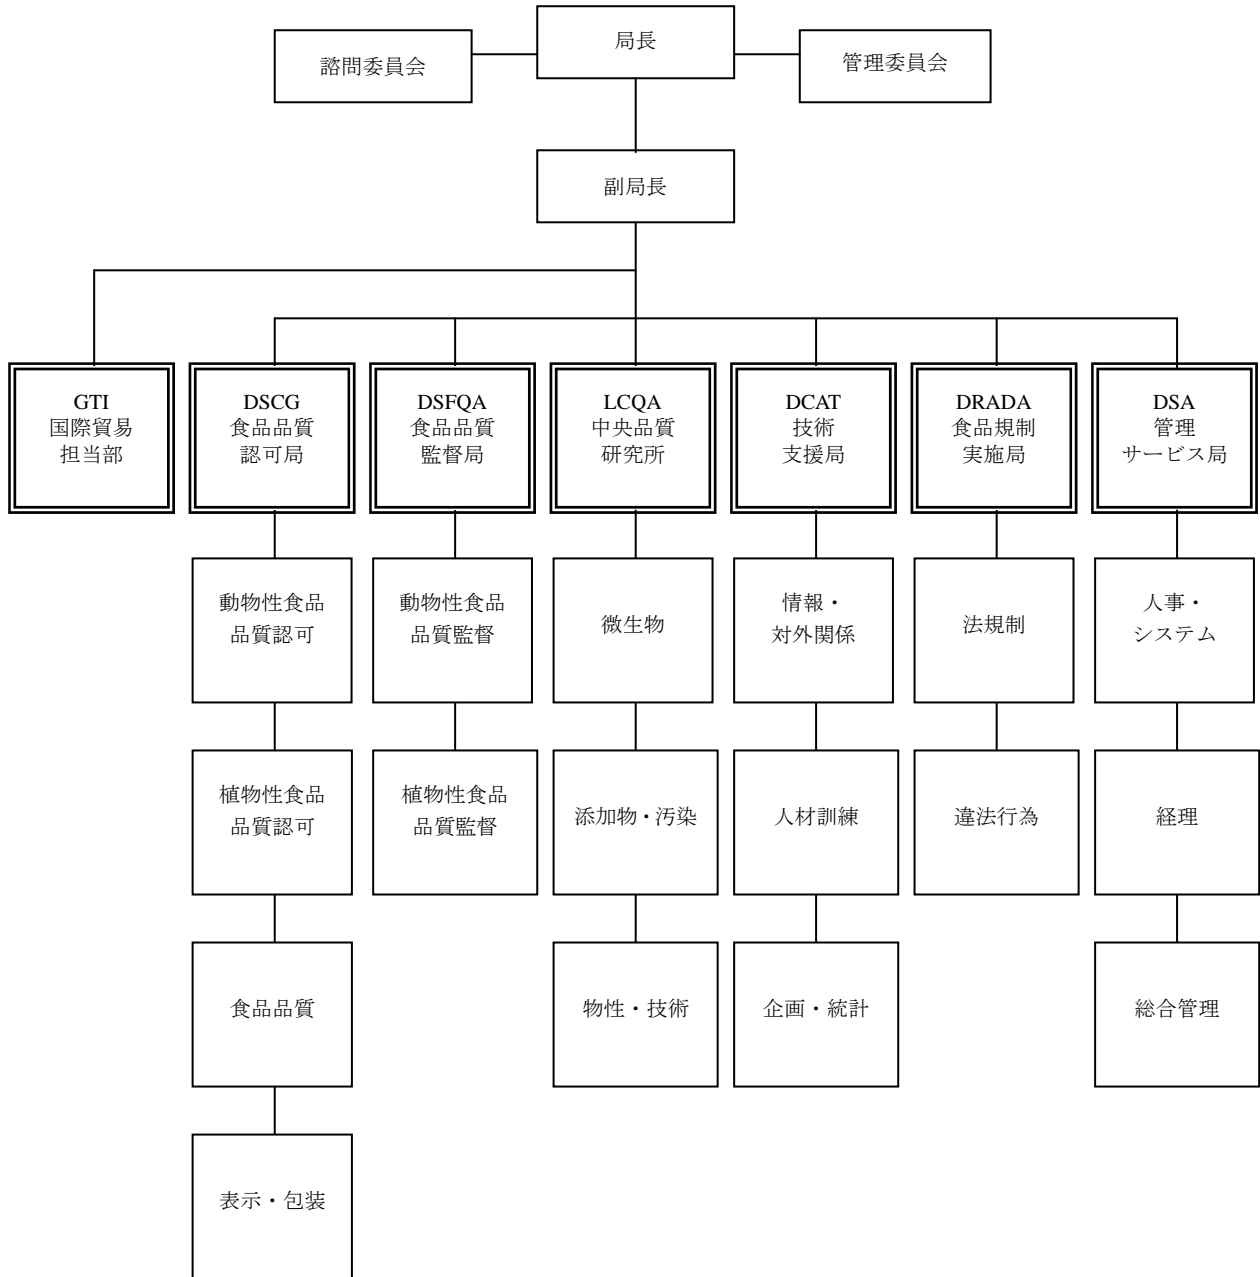 局長
諮問委員会
管理委員会
副局長
GTI
国際貿易
担当部
DSCG
食品品質
認可局
DSFQA
食品品質
監督局
LCQA
中央品質
研究所
DCAT
技術
支援局
DRADA
食品規制
実施局
DSA
管理
サービス局
動物性食品
品質認可
動物性食品
品質監督
微生物
情報・
対外関係
法規制
人事・
システム
植物性食品
品質認可
植物性食品
品質監督
添加物・汚染
人材訓練
違法行為
経理
食品品質
物性・技術
企画・統計
総合管理
表示・包装